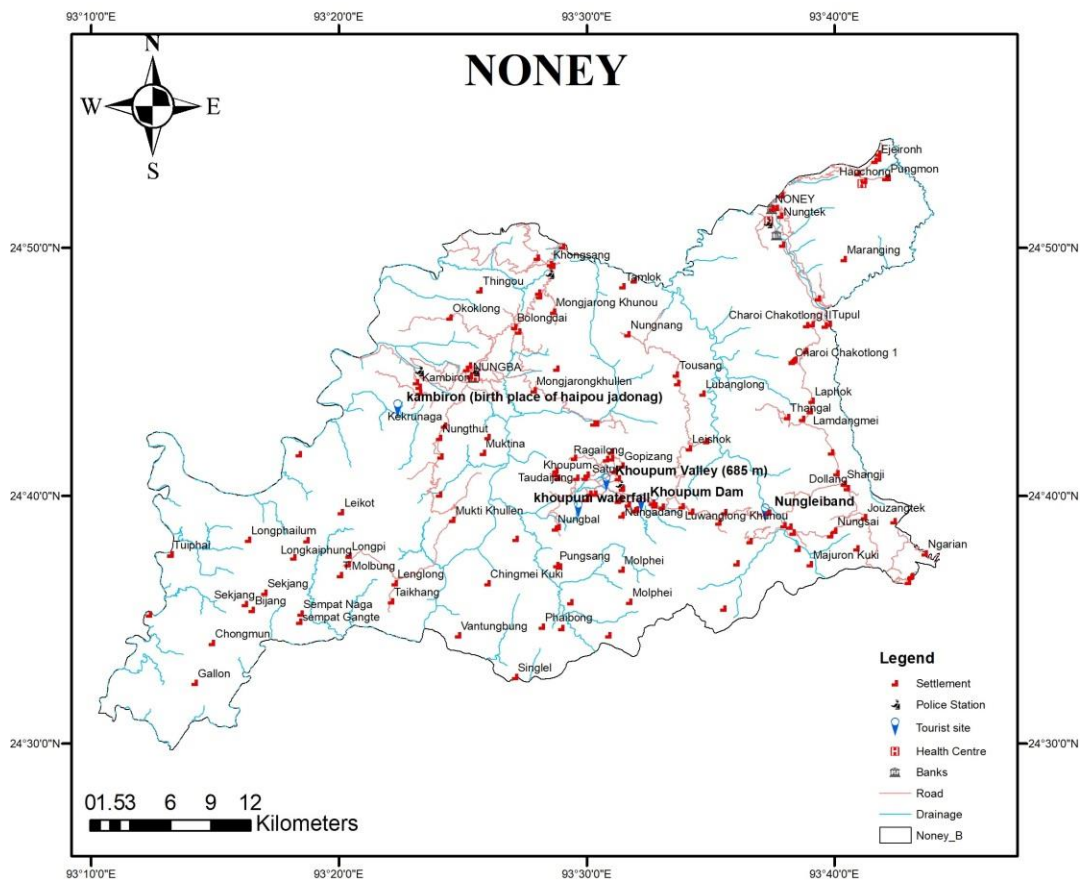 93°10'0"E 93°20'0"E 93°30'0"E 93°40'0"E
NONEY
N
W E
S
Ejeironh
Haochong Pungmon
NONEY
Nungtek
24°50'0"N 24°50'0"N
Khongsang
Maranging
Thingou
Tamlok
Okoklong
Mongjarong Khunou
Bolongdai
Nungnang
Charoi Chakotlong II Tupul
Charoi Chakotlong 1
NUNGBA
Kambiron
Mongjarongkhullen
Tousang
Lubanglong
kambiron (birth place of haipou jadonag)
Laphok
Kekrunaga
Thangal
Lamdangmei
Nungthut
Muktina
Leishok
Ragailong
Gopizang
Khoupum
Satu
Khoupum Valley (685 m)
Taudaijang
Dollang
Shangji
24°40'0"N 24°40'0"N
khoupum waterfall
Khoupum Dam
Nungleiband
Leikot
Mukti Khullen
Nungbal
Nungadang
Luwanglong Khunou
Jouzangtek
Nungsai
Longphailum
Tuiphai
Longkaiphung
Longpi
Molbung
Ngarian
Pungsang
Molphei
Majuron Kuki
Lenglong
Chingmei Kuki
Taikhang
Sekjang
Sekjang
Bijang
Sempat Naga
sempat Gangte
Molphei
Phaibong
Chongmun
Vantungbung
Singlel
Gallon
Legend
Settlement
Police Station
Tourist site
Health Centre
Banks
Road
Drainage
Noney_B
24°30'0"N 24°30'0"N
01.53 6 9 12
Kilometers
93°10'0"E 93°20'0"E 93°30'0"E 93°40'0"E